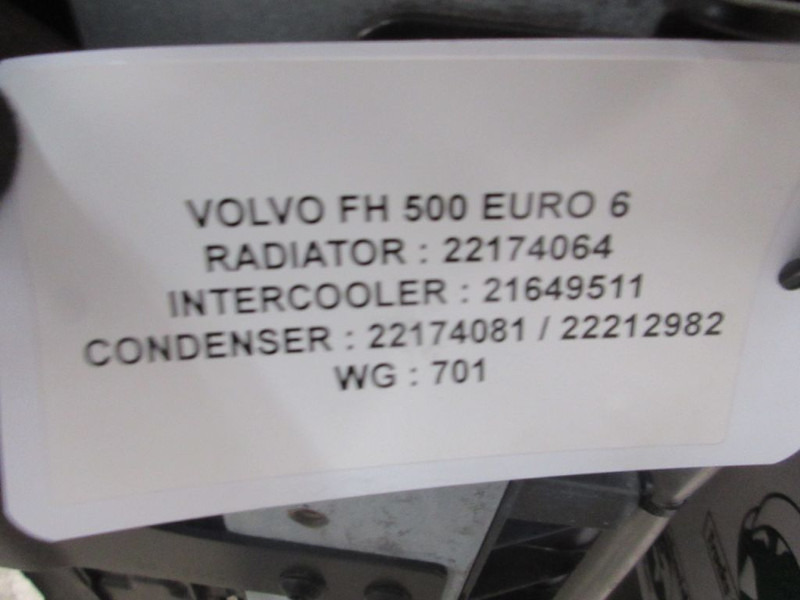 VOLVO FH 500 EURO 6
RADIATOR : 22174064
INTERCOOLER : 21649511
CONDENSER : 22174081 / 22212982
WG : 701